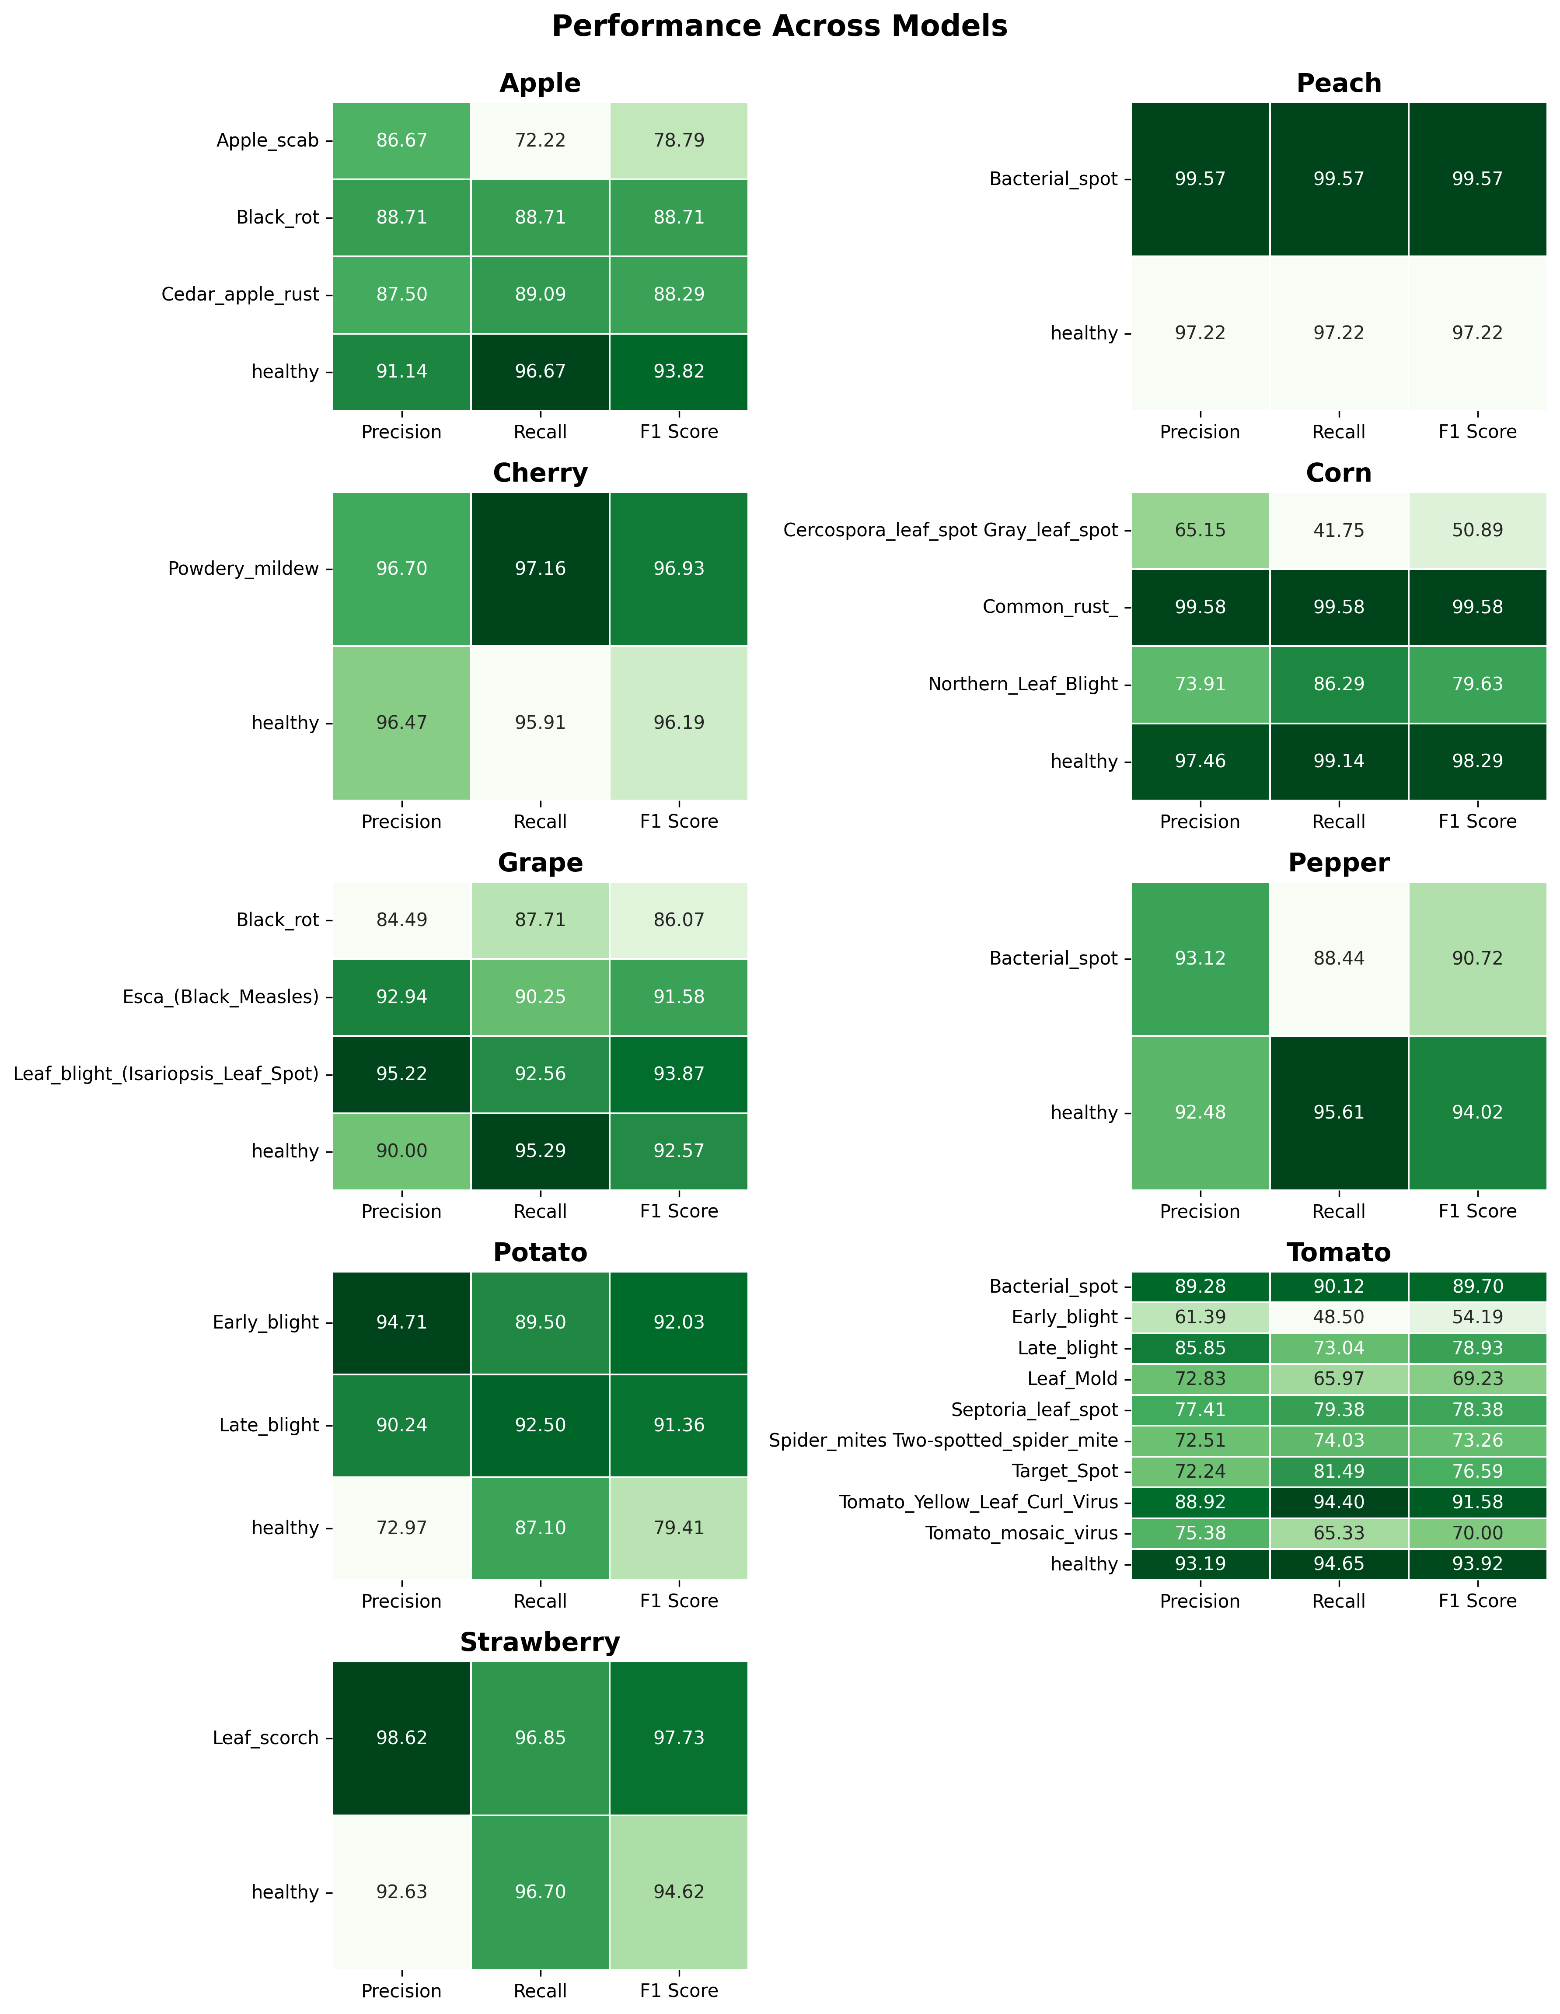 Performance Across Models
Apple
Apple_scab 86.67 72.22 78.79
Black_rot 88.71 88.71 88.71
Cedar_apple_rust 87.50 89.09 88.29
healthy 91.14 96.67 93.82
Precision Recall F1 Score
Peach
Bacterial_spot 99.57 99.57 99.57
healthy 97.22 97.22 97.22
Precision Recall F1 Score
Cherry
Powdery_mildew 96.70 97.16 96.93
healthy 96.47 95.91 96.19
Precision Recall F1 Score
Corn
Cercospora_leaf_spot Gray_leaf_spot 65.15 41.75 50.89
Common_rust_ 99.58 99.58 99.58
Northern_Leaf_Blight 73.91 86.29 79.63
healthy 97.46 99.14 98.29
Precision Recall F1 Score
Grape
Black_rot 84.49 87.71 86.07
Esca_(Black_Measles) 92.94 90.25 91.58
Leaf_blight_(Isariopsis_Leaf_Spot) 95.22 92.56 93.87
healthy 90.00 95.29 92.57
Precision Recall F1 Score
Pepper
Bacterial_spot 93.12 88.44 90.72
healthy 92.48 95.61 94.02
Precision Recall F1 Score
Potato
Early_blight 94.71 89.50 92.03
Late_blight 90.24 92.50 91.36
healthy 72.97 87.10 79.41
Precision Recall F1 Score
Tomato
Bacterial_spot 89.28 90.12 89.70
Early_blight 61.39 48.50 54.19
Late_blight 85.85 73.04 78.93
Leaf_Mold 72.83 65.97 69.23
Septoria_leaf_spot 77.41 79.38 78.38
Spider_mites Two-spotted_spider_mite 72.51 74.03 73.26
Target_Spot 72.24 81.49 76.59
Tomato_Yellow_Leaf_Curl_Virus 88.92 94.40 91.58
Tomato_mosaic_virus 75.38 65.33 70.00
healthy 93.19 94.65 93.92
Precision Recall F1 Score
Strawberry
Leaf_scorch 98.62 96.85 97.73
healthy 92.63 96.70 94.62
Precision Recall F1 Score